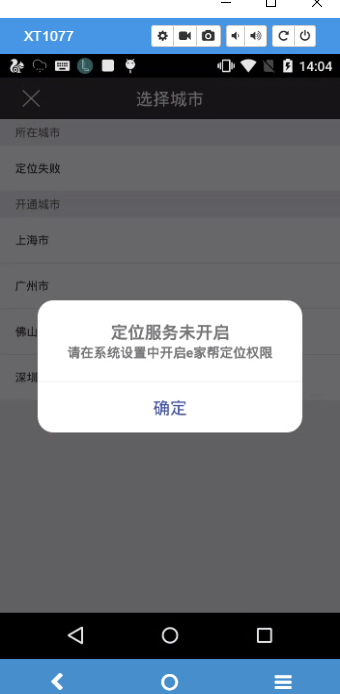 XT1077
14:04
选择城市
所在城市
定位失败
开通城市
上海市
广州市
佛山
深圳
定位服务未开启
请在系统设置中开启e家帮定位权限
确定